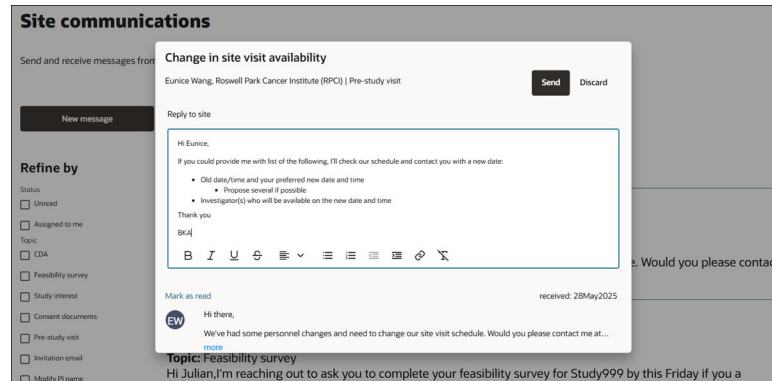 Site communications
Send and receive messages from
New message
Refine by
Status
Unread
Assigned to me
Topic
CDA
Feasibility survey
Study interest
Consent documents
Pre-study visit
Invitation email
Modify PI name
Change in site visit availability
Eunice Wang, Roswell Park Cancer Institute (RPCI) | Pre-study visit
Send
Discard
Reply to site
Hi Eunice,
If you could provide me with list of the following, I'll check our schedule and contact you with a new date:
• Old date/time and your preferred new date and time
• Propose several if possible
• Investigator(s) who will be available on the new date and time
Thank you
BKA
B I U S
Mark as read
received: 28May2025
EW
Hi there,
We've had some personnel changes and need to change our site visit schedule. Would you please contact me at...
more
e. Would you please contac
Topic: Feasibility survey
Hi Julian,I'm reaching out to ask you to complete your feasibility survey for Study999 by this Friday if you a